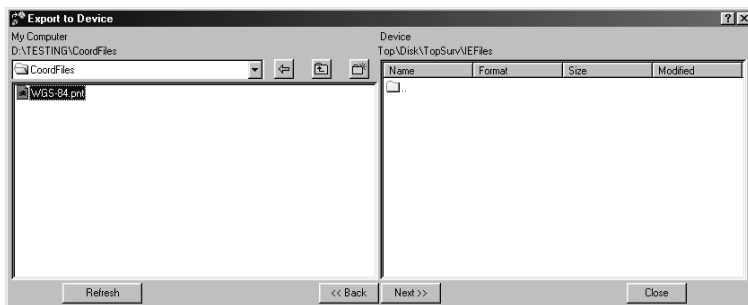 Export to Device
My Computer
D:\TESTING\CoordFiles
CoordFiles
WGS-84.pnt
Device
Top\Disk\TopSurv\IEFiles
Name Format Size Modified
..
Refresh << Back Next >> Close